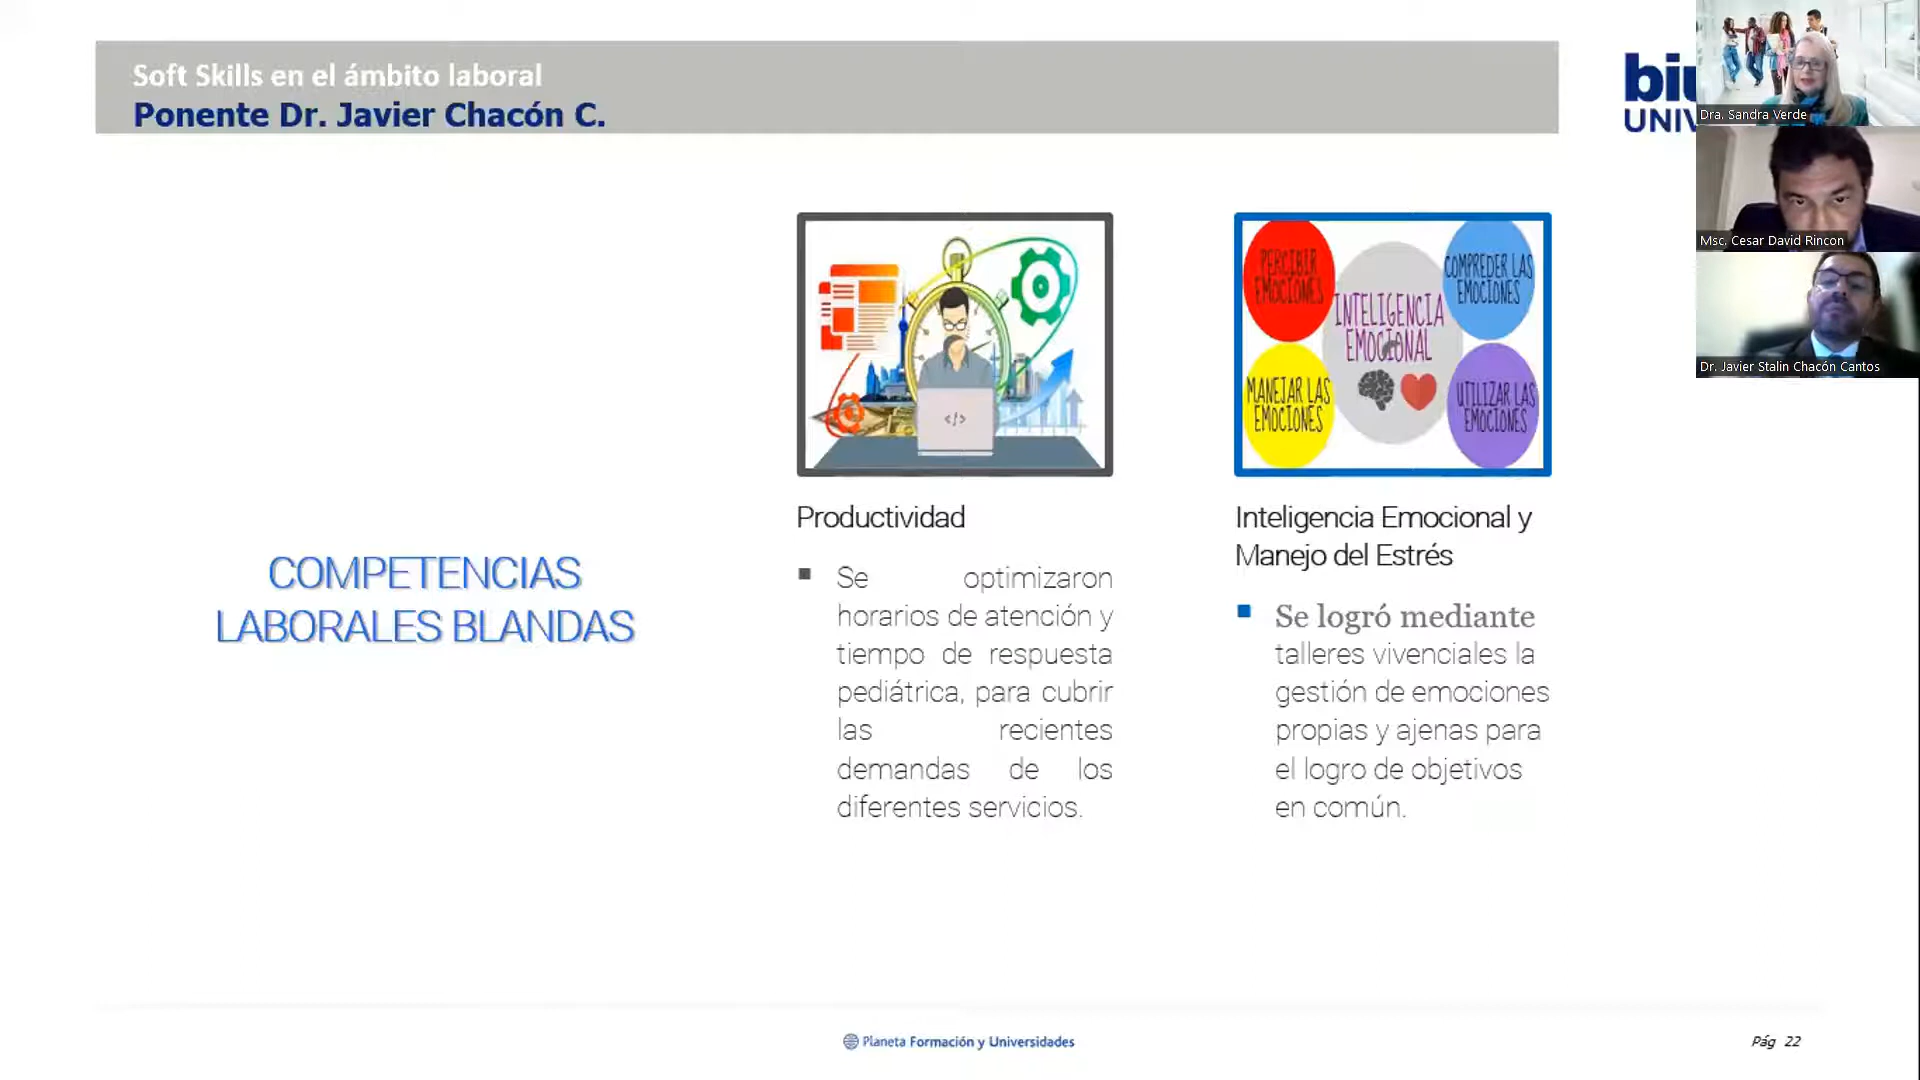 Soft Skills en el ámbito laboral
Ponente Dr. Javier Chacón C.
Dra. Sandra Verde
Msc. Cesar David Rincon
Dr. Javier Stalin Chacón Cantos
PERCIBIR
EMOCIONES
COMPREDER LAS
EMOCIONES
INTELIGENCIA
EMOCIONAL
MANEJAR LAS
EMOCIONES
UTILIZAR LAS
EMOCIONES
</>
COMPETENCIAS
LABORALES BLANDAS
Productividad
Se optimizaron
horarios de atención y
tiempo de respuesta
pediátrica, para cubrir
las recientes
demandas de los
diferentes servicios.
Inteligencia Emocional y
Manejo del Estrés
Se logró mediante
talleres vivenciales la
gestión de emociones
propias y ajenas para
el logro de objetivos
en común.
Planeta Formación y Universidades
Pág 22